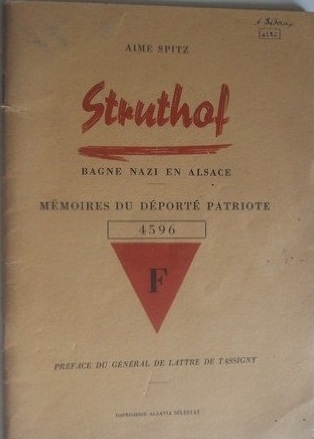 AIMÉ SPITZ
Struthof
BAGNE NAZI EN ALSACE
MÉMOIRES DU DÉPORTÉ PATRIOTE
4596
F
PRÉFACE DU GÉNÉRAL DE LATTRE DE TASSIGNY
IMPRIMERIE ALSATIA SÉLESTAT